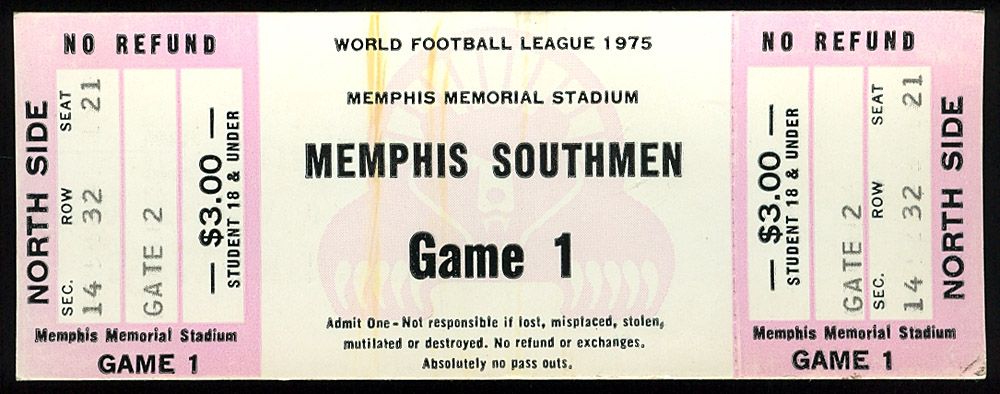 NO REFUND
NORTH SIDE
SEC. ROW SEAT
14 32 21
GATE 2
— $3.00 —
STUDENT 18 & UNDER
Memphis Memorial Stadium
GAME 1
WORLD FOOTBALL LEAGUE 1975
MEMPHIS MEMORIAL STADIUM
MEMPHIS SOUTHMEN
Game 1
Admit One - Not responsible if lost, misplaced, stolen,
mutilated or destroyed. No refund or exchanges.
Absolutely no pass outs.
NO REFUND
— $3.00 —
STUDENT 18 & UNDER
GATE 2
SEC. ROW SEAT
14 32 21
NORTH SIDE
Memphis Memorial Stadium
GAME 1